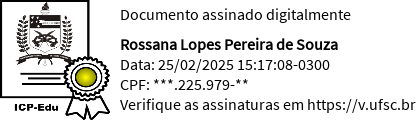 Documento assinado digitalmente
Rossana Lopes Pereira de Souza
Data: 25/02/2025 15:17:08-0300
CPF: ***.225.979-**
Verifique as assinaturas em https://v.ufsc.br
ICP-Edu